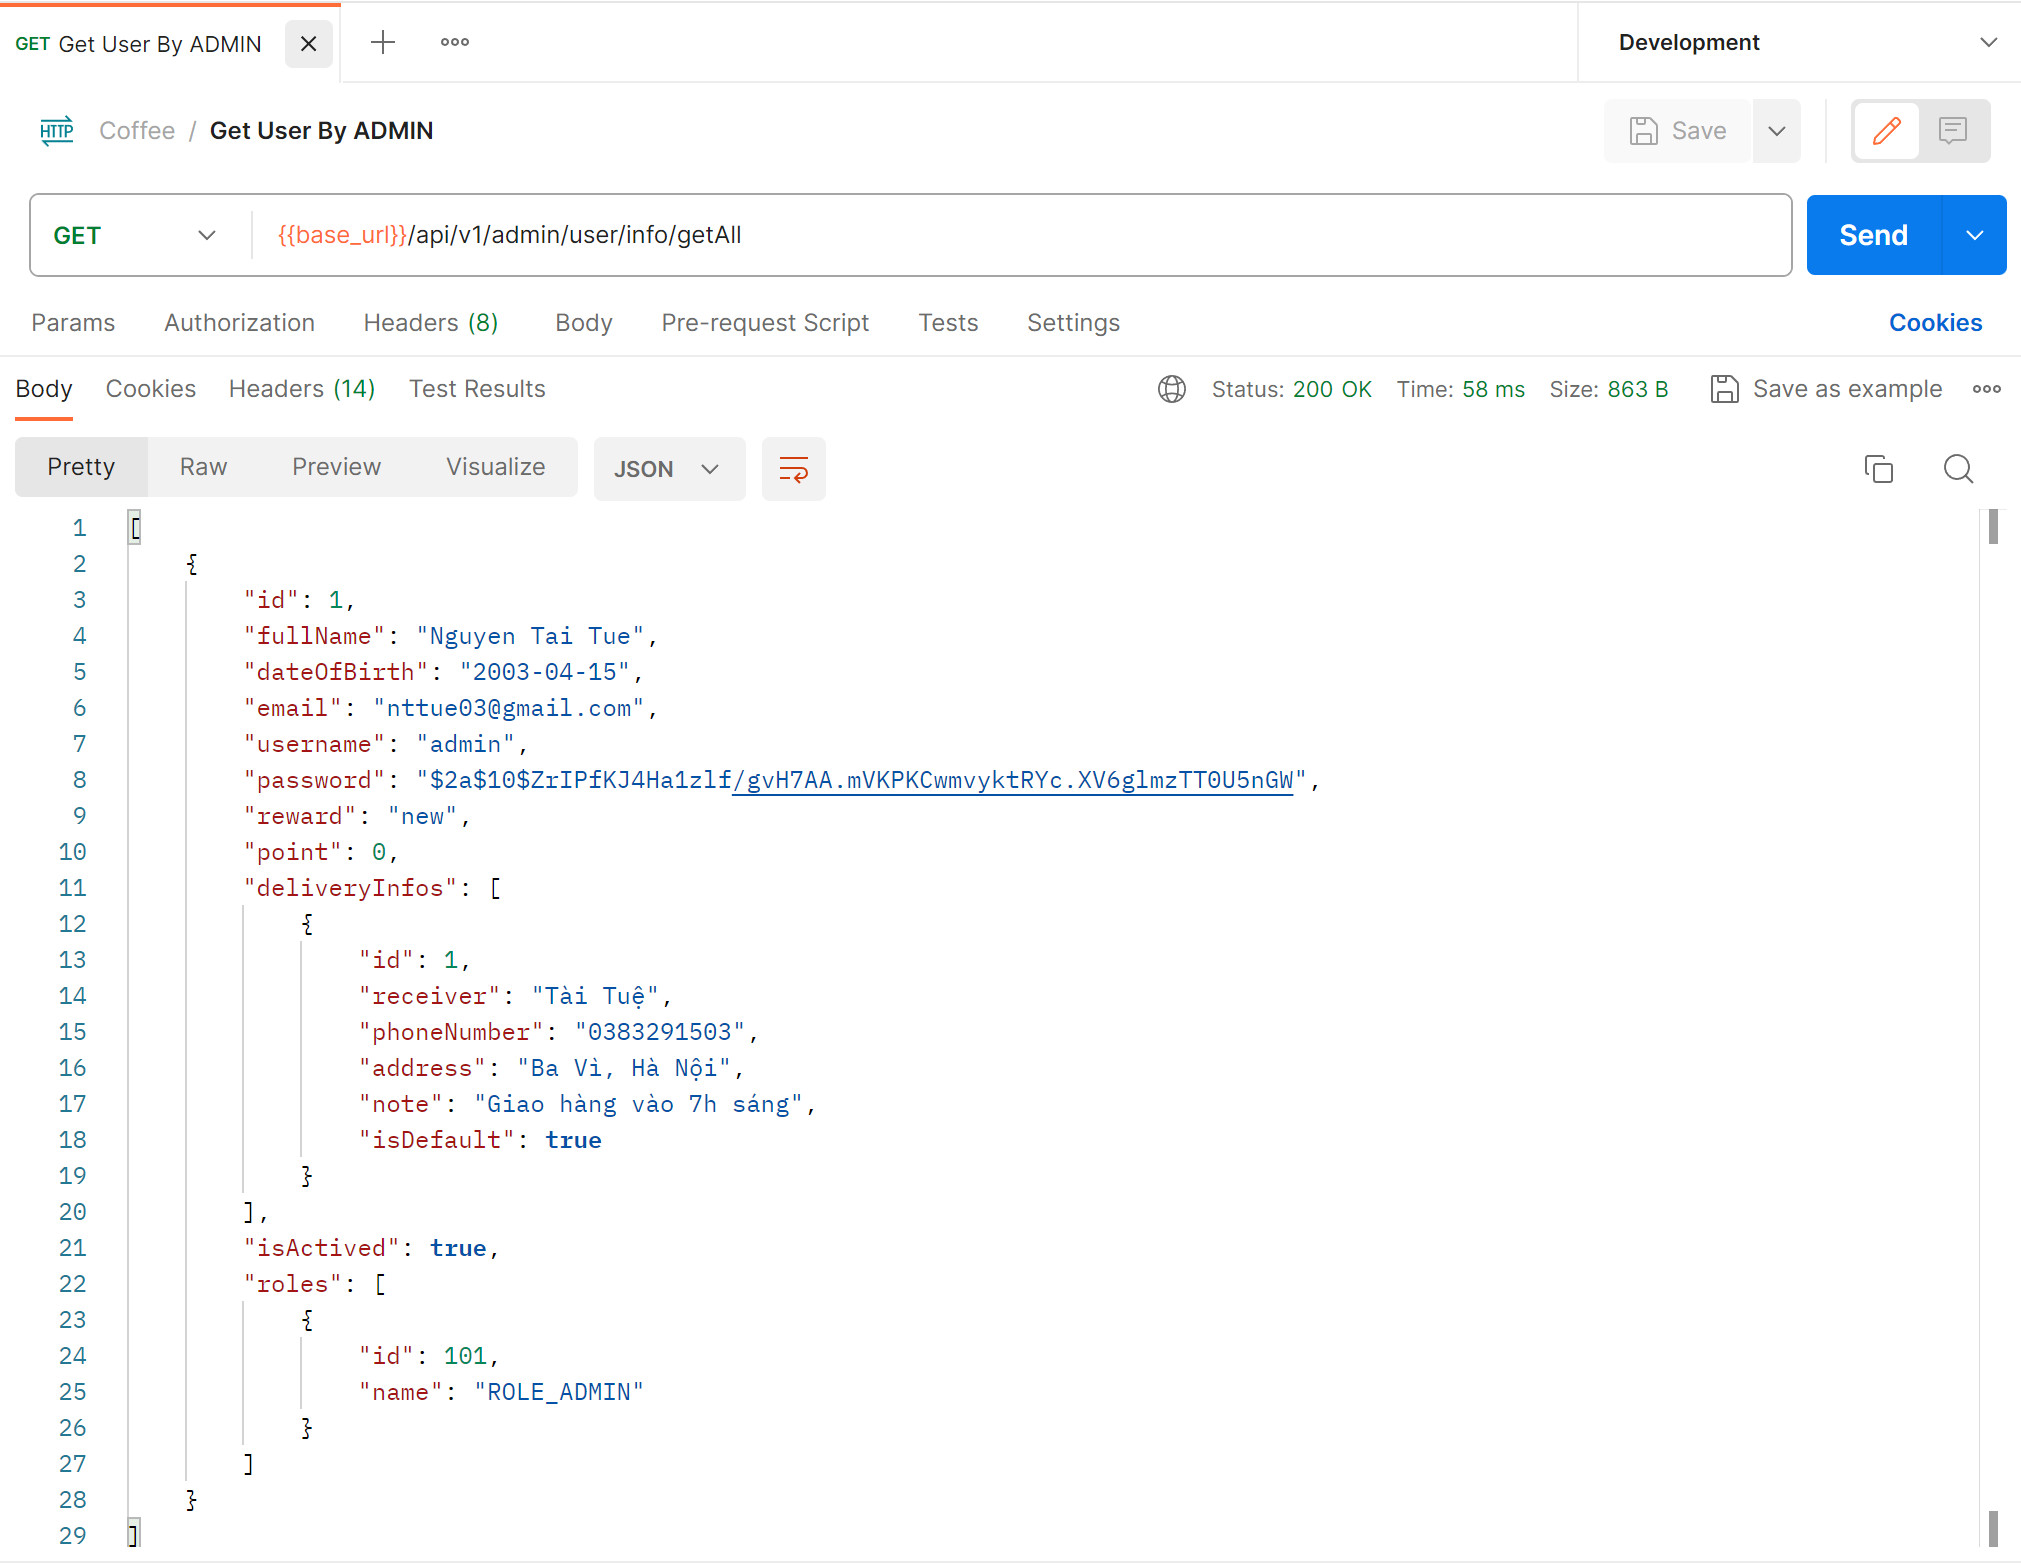 GET Get User By ADMIN
Development
HTTP Coffee / Get User By ADMIN
Save
GET {{base_url}}/api/v1/admin/user/info/getAll Send
Params Authorization Headers (8) Body Pre-request Script Tests Settings Cookies
Body Cookies Headers (14) Test Results Status: 200 OK Time: 58 ms Size: 863 B Save as example
Pretty Raw Preview Visualize JSON
1 [
2 {
3 "id": 1,
4 "fullName": "Nguyen Tai Tue",
5 "dateOfBirth": "2003-04-15",
6 "email": "nttue03@gmail.com",
7 "username": "admin",
8 "password": "$2a$10$ZrIPfKJ4Ha1zlf/gvH7AA.mVKPKCwmvyktRYc.XV6glmzTT0U5nGW",
9 "reward": "new",
10 "point": 0,
11 "deliveryInfos": [
12 {
13 "id": 1,
14 "receiver": "Tài Tuệ",
15 "phoneNumber": "0383291503",
16 "address": "Ba Vì, Hà Nội",
17 "note": "Giao hàng vào 7h sáng",
18 "isDefault": true
19 }
20 ],
21 "isActived": true,
22 "roles": [
23 {
24 "id": 101,
25 "name": "ROLE_ADMIN"
26 }
27 ]
28 }
29 ]